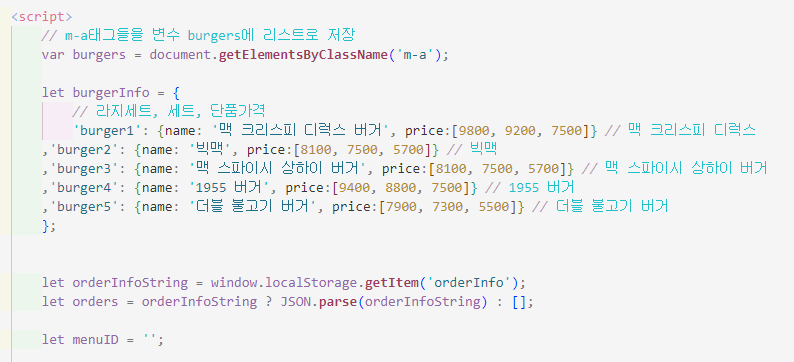 <script>
// m-a태그들을 변수 burgers에 리스트로 저장
var burgers = document.getElementsByClassName('m-a');
let burgerInfo = {
// 라지세트, 세트, 단품가격
'burger1': {name: '맥 크리스피 디럭스 버거', price:[9800, 9200, 7500]} // 맥 크리스피 디럭스
,'burger2': {name: '빅맥', price:[8100, 7500, 5700]} // 빅맥
,'burger3': {name: '맥 스파이시 상하이 버거', price:[8100, 7500, 5700]} // 맥 스파이시 상하이 버거
,'burger4': {name: '1955 버거', price:[9400, 8800, 7500]} // 1955 버거
,'burger5': {name: '더블 불고기 버거', price:[7900, 7300, 5500]} // 더블 불고기 버거
};
let orderInfoString = window.localStorage.getItem('orderInfo');
let orders = orderInfoString ? JSON.parse(orderInfoString) : [];
let menuID = '';